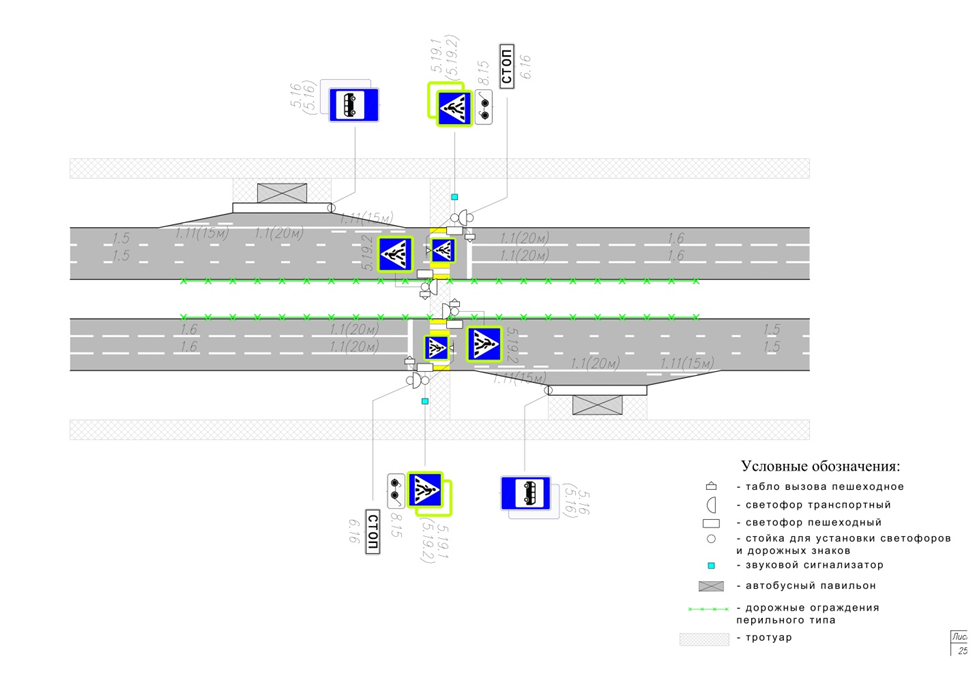 5.16
(5.16)
5.19.1
(5.19.2)
8.15
СТОП
6.16
1.11(15м)
1.11(15м)
1.1(20м)
1.5
1.5
5.19.2
1.1(20м)
1.1(20м)
1.6
1.6
1.6
1.6
1.1(20м)
1.1(20м)
5.19.2
1.5
1.5
1.1(20м)
1.11(15м)
1.11(15м)
6.16
СТОП
8.15
(5.19.2)
5.19.1
5.16
(5.16)
Условные обозначения:
- табло вызова пешеходное
- светофор транспортный
- светофор пешеходный
- стойка для установки светофоров
и дорожных знаков
- звуковой сигнализатор
- автобусный павильон
- дорожные ограждения
перильного типа
- тротуар
25